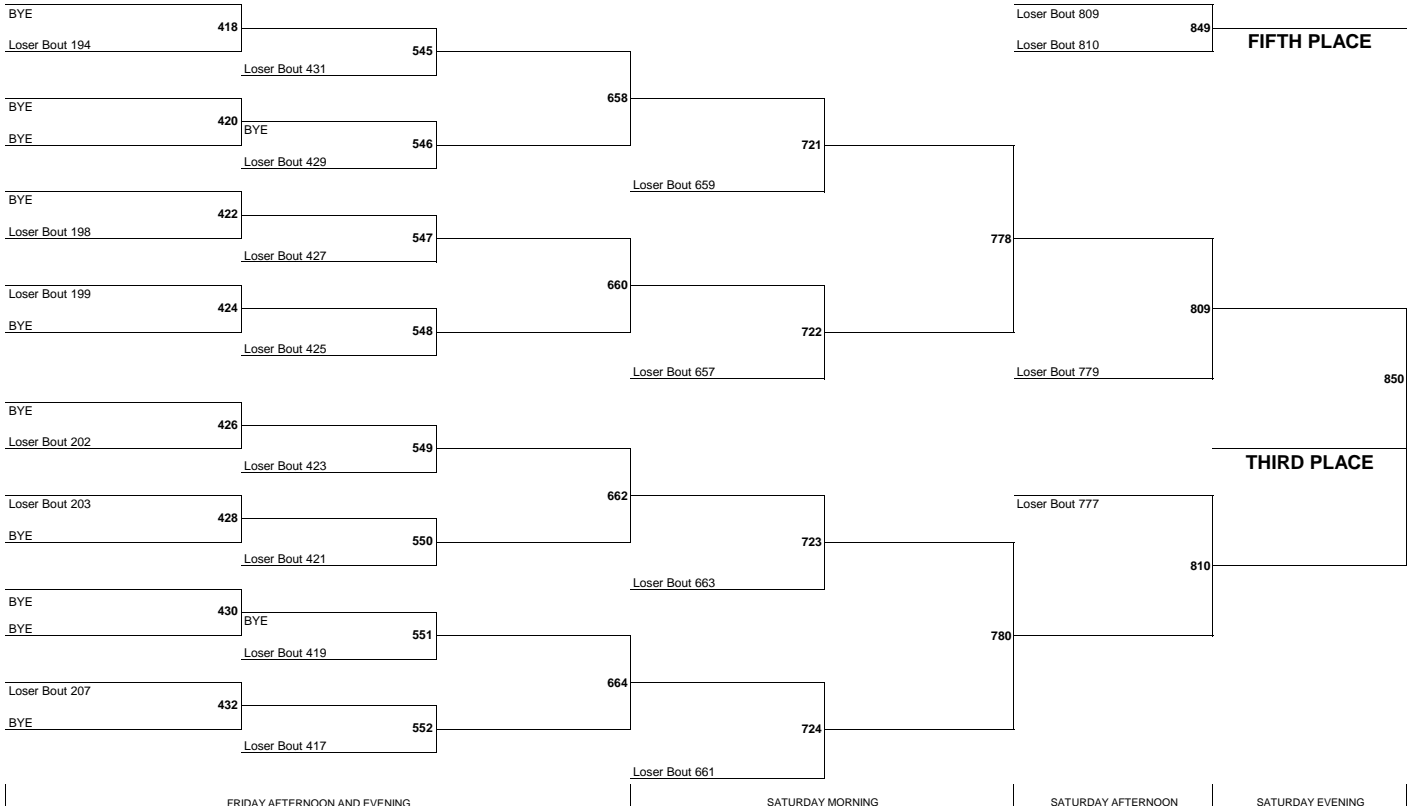 BYE
418
Loser Bout 194
545
Loser Bout 431
658
BYE
420
BYE
BYE
546
Loser Bout 429
721
Loser Bout 659
BYE
422
Loser Bout 198
547
Loser Bout 427
660
Loser Bout 199
424
BYE
548
Loser Bout 425
722
Loser Bout 657
778
809
Loser Bout 779
BYE
426
Loser Bout 202
549
Loser Bout 423
662
Loser Bout 203
428
BYE
550
Loser Bout 421
723
Loser Bout 663
BYE
430
BYE
BYE
551
Loser Bout 419
664
Loser Bout 207
432
BYE
552
Loser Bout 417
724
Loser Bout 661
780
Loser Bout 777
810
850
THIRD PLACE
Loser Bout 809
849
Loser Bout 810
FIFTH PLACE
FRIDAY AFTERNOON AND EVENING
SATURDAY MORNING
SATURDAY AFTERNOON
SATURDAY EVENING